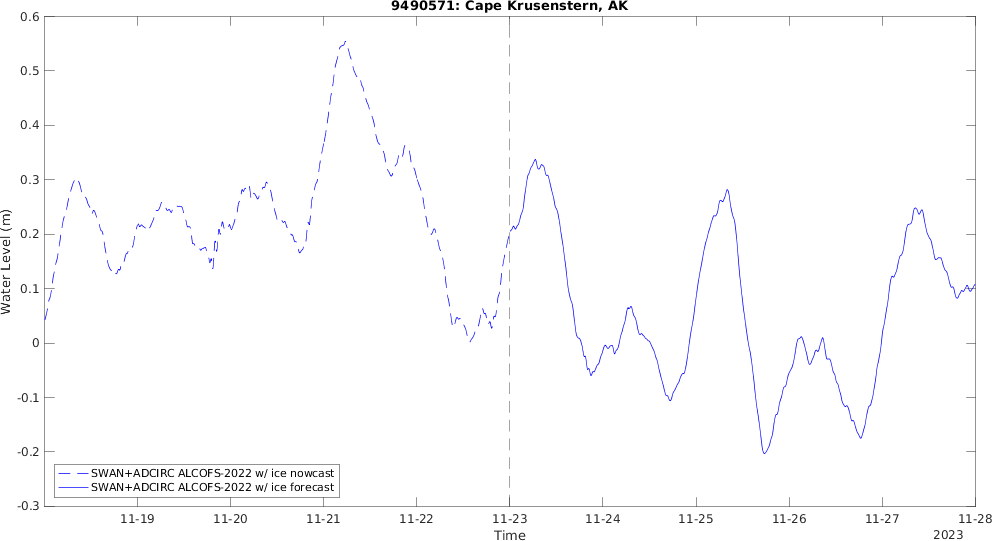 9490571: Cape Krusenstern, AK
0.6
0.5
0.4
0.3
0.2
0.1
0
-0.1
-0.2
-0.3
Water Level (m)
SWAN+ADCIRC ALCOFS-2022 w/ ice nowcast
SWAN+ADCIRC ALCOFS-2022 w/ ice forecast
11-19 11-20 11-21 11-22 11-23 11-24 11-25 11-26 11-27 11-28
Time
2023